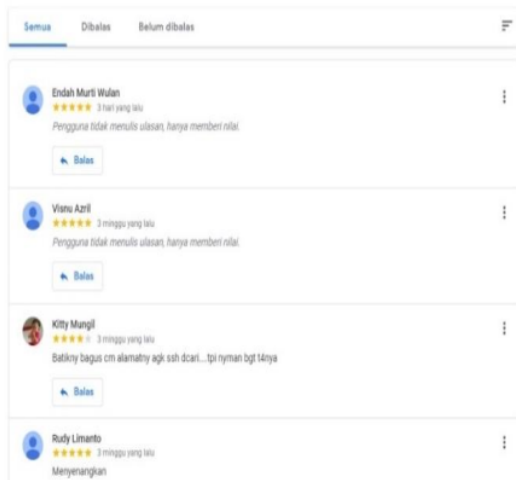 Semua Dibalas Belum dibalas
Endah Murti Wulan
3 hari yang lalu
Pengguna tidak menulis ulasan, hanya memberi nilai.
Balas
Visnu Azril
3 minggu yang lalu
Pengguna tidak menulis ulasan, hanya memberi nilai.
Balas
Kitty Mungil
3 minggu yang lalu
Batikny bagus cm alamatny agk ssh dcari....tpi nyman bgt t4nya
Balas
Rudy Limanto
3 minggu yang lalu
Menyenangkan